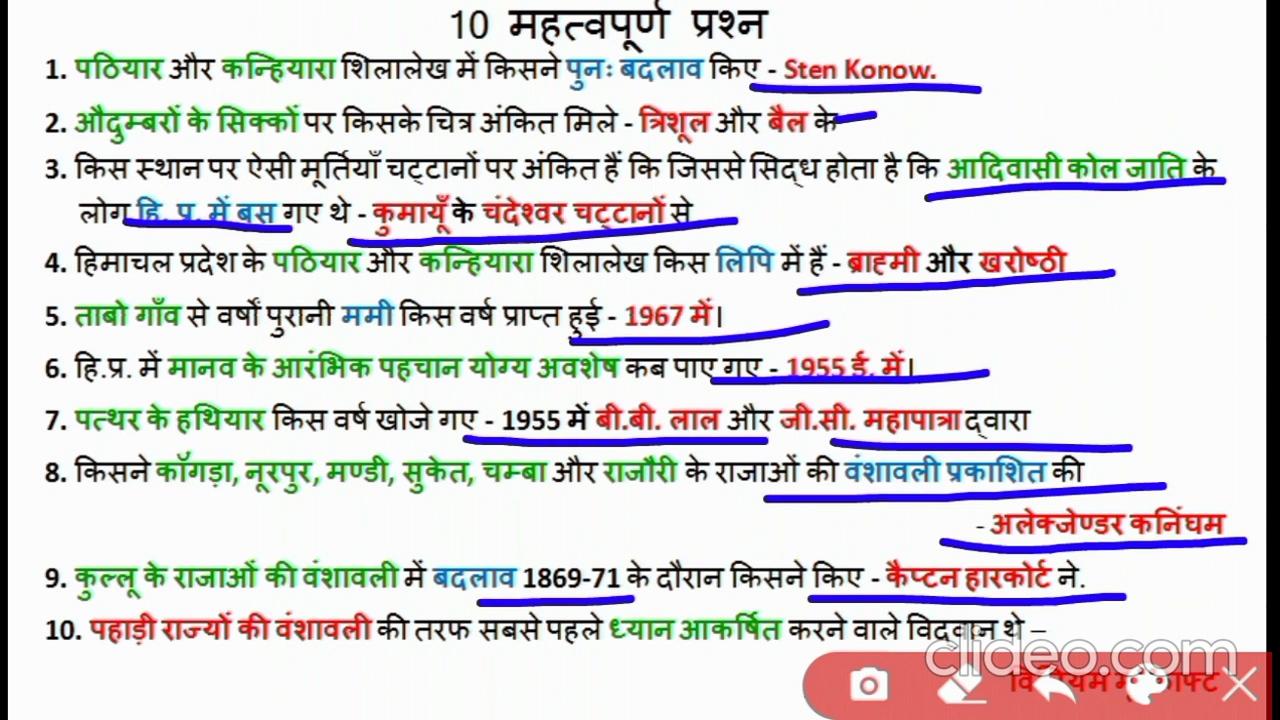 10 महत्वपूर्ण प्रश्न
1. पठियार और कन्हियारा शिलालेख में किसने पुनः बदलाव किए - Sten Konow.
2. औदुम्बरों के सिक्कों पर किसके चित्र अंकित मिले - त्रिशूल और बैल के
3. किस स्थान पर ऐसी मूर्तियाँ चट्टानों पर अंकित हैं कि जिससे सिद्ध होता है कि आदिवासी कोल जाति के
लोग हि. प्र. में बस गए थे - कुमायूँ के चंदेश्वर चट्टानों से
4. हिमाचल प्रदेश के पठियार और कन्हियारा शिलालेख किस लिपि में हैं - ब्राह्मी और खरोष्ठी
5. ताबो गाँव से वर्षों पुरानी ममी किस वर्ष प्राप्त हुई - 1967 में।
6. हि.प्र. में मानव के आरंभिक पहचान योग्य अवशेष कब पाए गए - 1955 ई. में।
7. पत्थर के हथियार किस वर्ष खोजे गए - 1955 में बी.बी. लाल और जी.सी. महापात्रा द्वारा
8. किसने कॉगड़ा, नूरपुर, मण्डी, सुकेत, चम्बा और राजौरी के राजाओं की वंशावली प्रकाशित की
- अलेक्जेण्डर कनिंघम
9. कुल्लू के राजाओं की वंशावली में बदलाव 1869-71 के दौरान किसने किए - कैप्टन हारकोर्ट ने.
10. पहाड़ी राज्यों की वंशावली की तरफ सबसे पहले ध्यान आकर्षित करने वाले विद्वान थे –
clideo.com